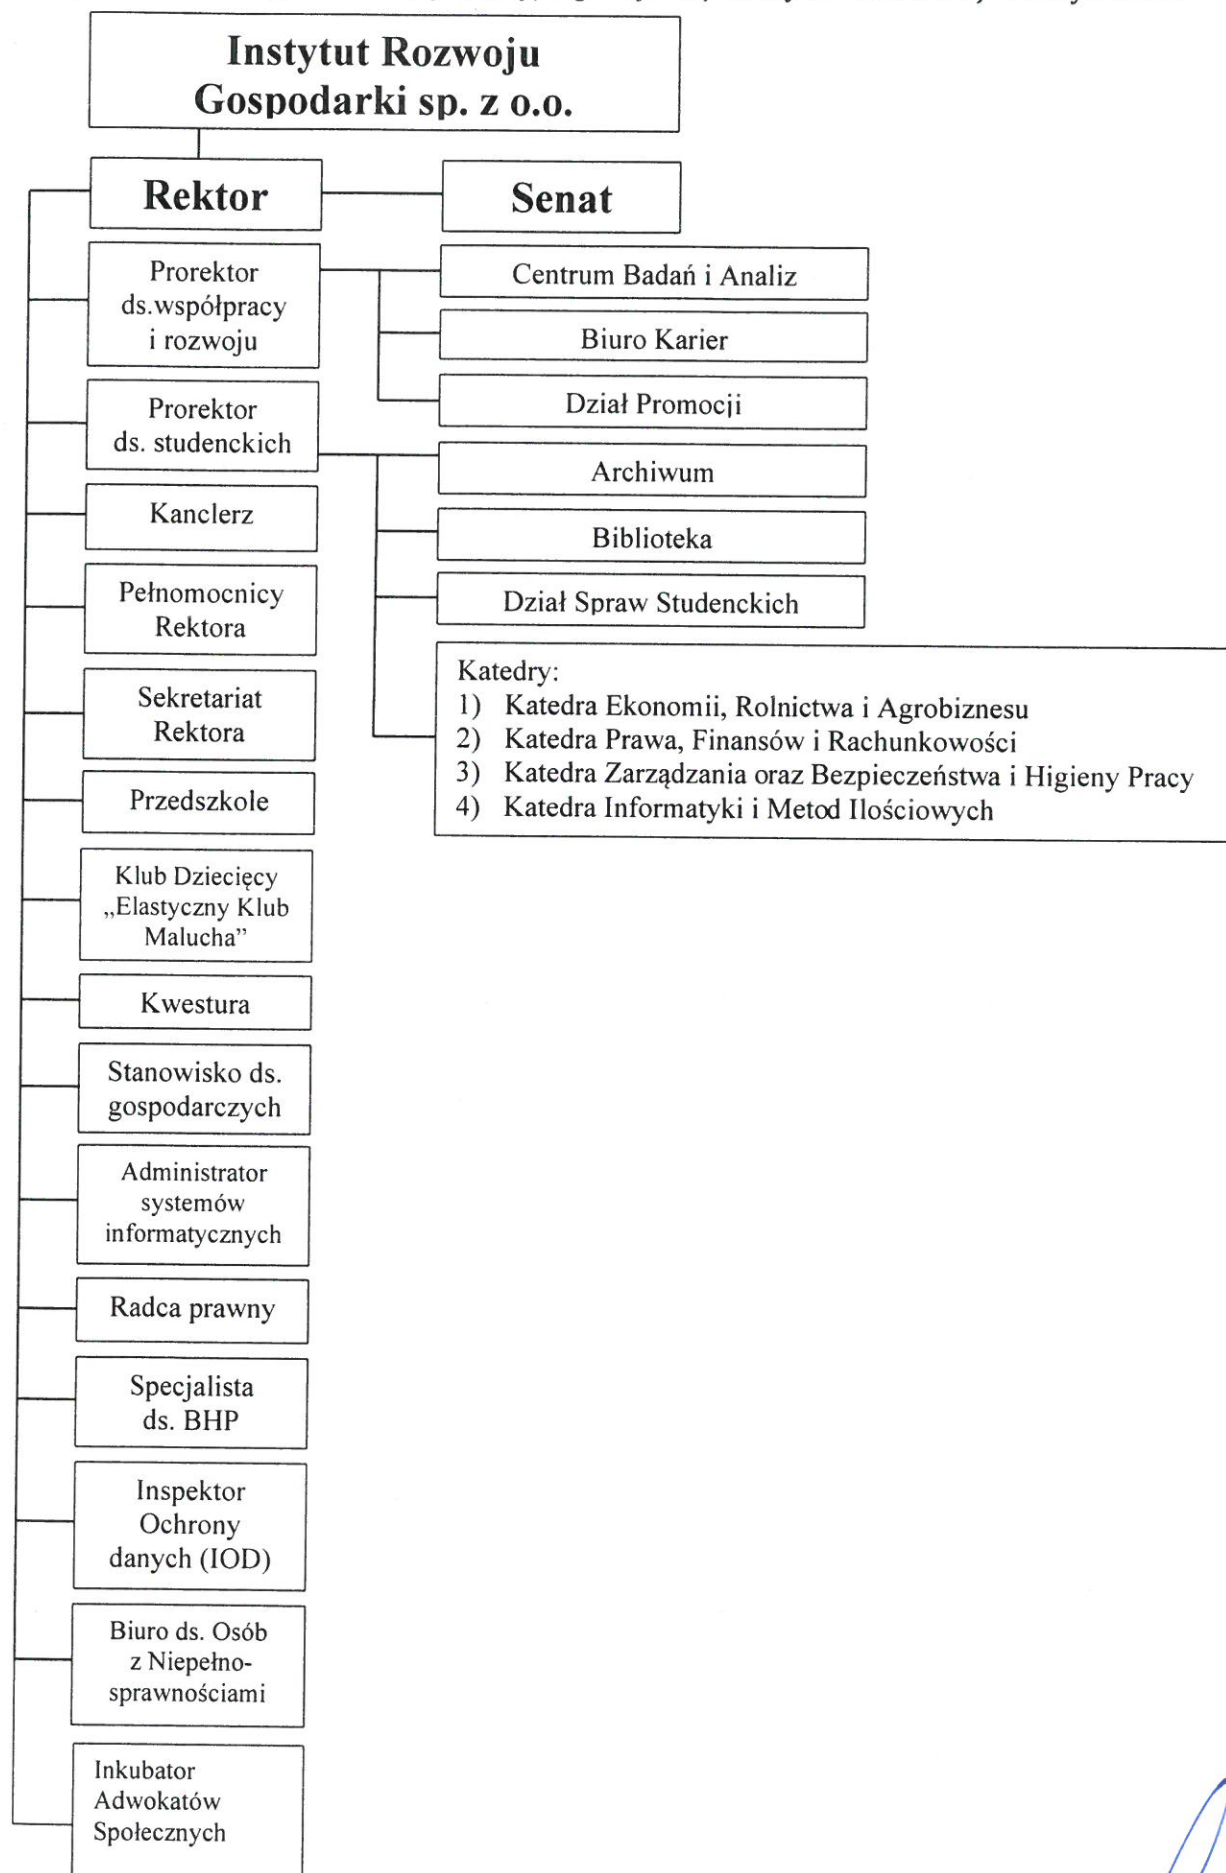 Instytut Rozwoju
Gospodarki sp. z o.o.
Rektor
Senat
Prorektor
ds.współpracy
i rozwoju
Centrum Badań i Analiz
Biuro Karier
Dział Promocji
Prorektor
ds. studenckich
Archiwum
Biblioteka
Dział Spraw Studenckich
Katedry:
1) Katedra Ekonomii, Rolnictwa i Agrobiznesu
2) Katedra Prawa, Finansów i Rachunkowości
3) Katedra Zarządzania oraz Bezpieczeństwa i Higieny Pracy
4) Katedra Informatyki i Metod Ilościowych
Kanclerz
Pełnomocnicy
Rektora
Sekretariat
Rektora
Przedszkole
Klub Dziecięcy
„Elastyczny Klub
Malucha”
Kwestura
Stanowisko ds.
gospodarczych
Administrator
systemów
informatycznych
Radca prawny
Specjalista
ds. BHP
Inspektor
Ochrony
danych (IOD)
Biuro ds. Osób
z Niepełno-
sprawnościami
Inkubator
Adwokatów
Społecznych